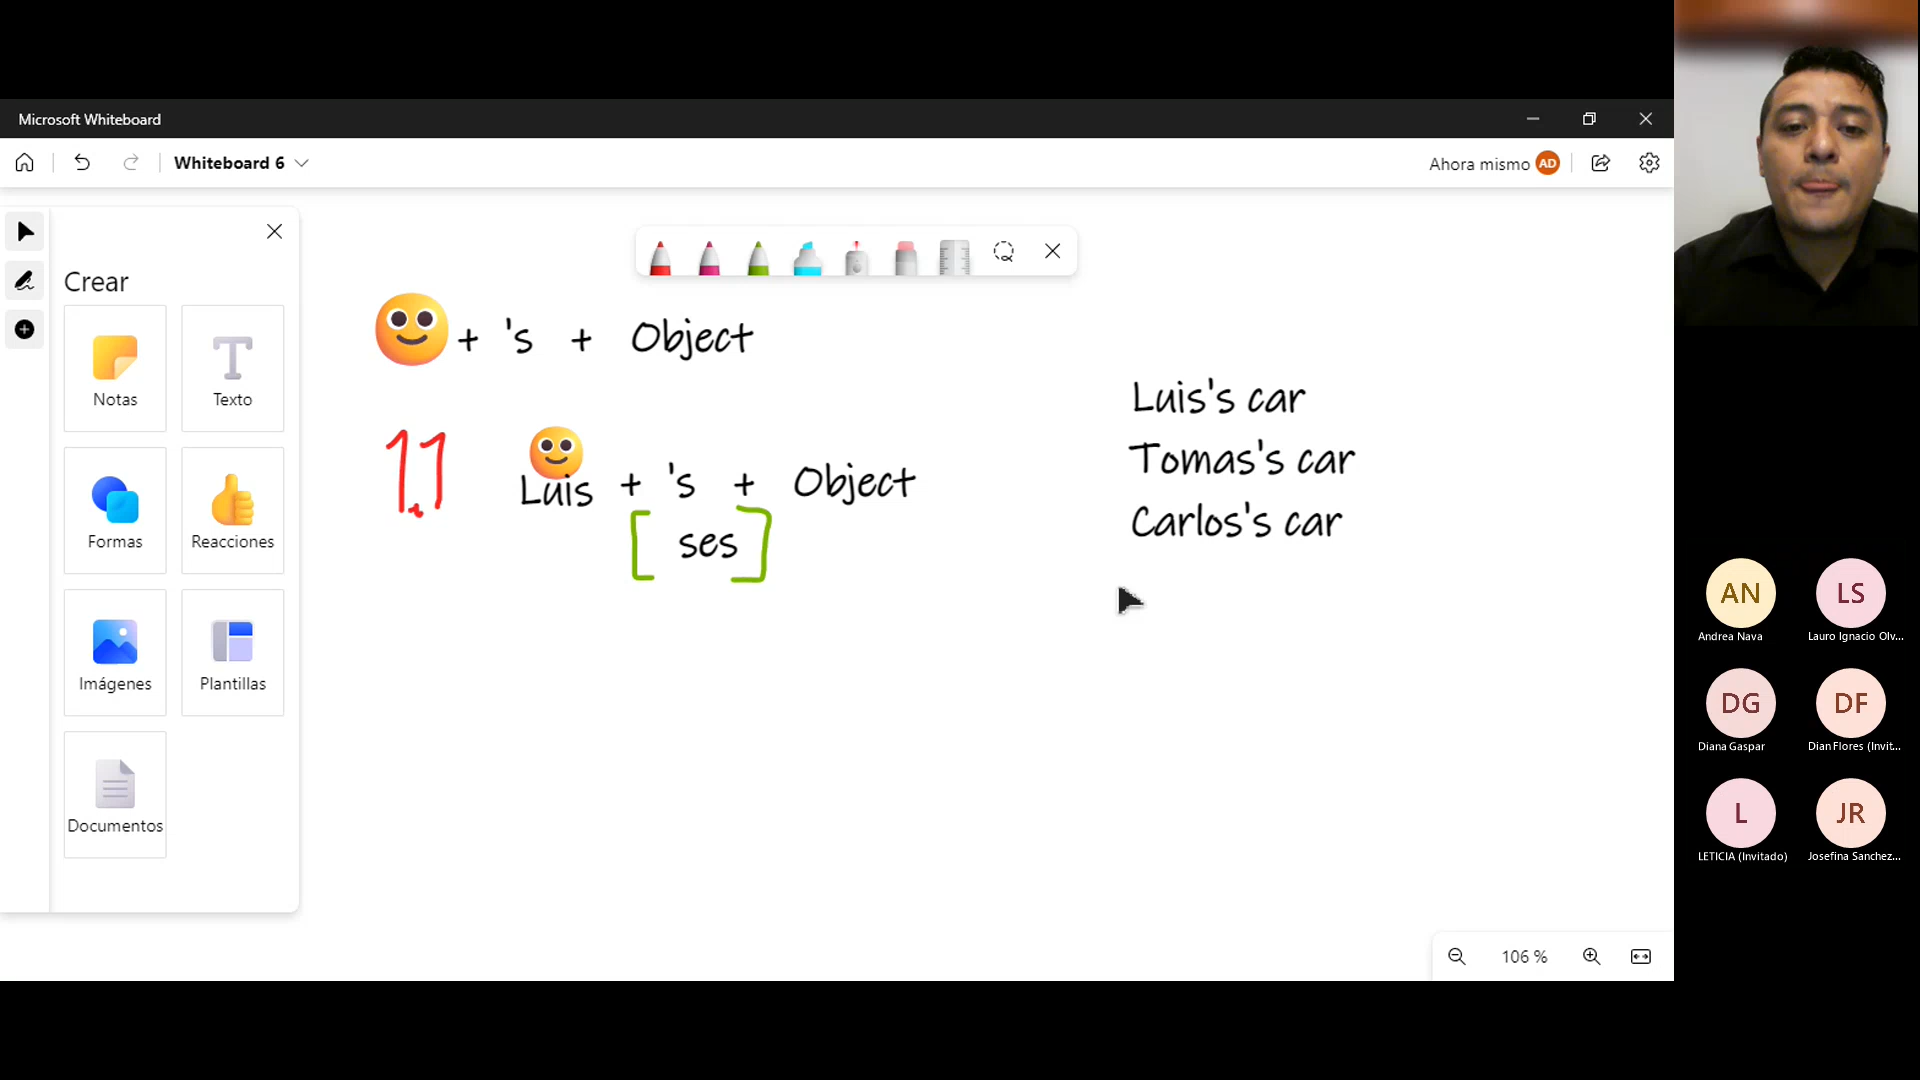 Microsoft Whiteboard
Whiteboard 6
Ahora mismo AD
Crear
Notas Texto
Formas Reacciones
Imágenes Plantillas
Documentos
+ 's + Object
1.1 Luis + 's + Object
[ ses ]
Luis's car
Tomas's car
Carlos's car
106 %
AN LS
Andrea Nava Lauro Ignacio Olv...
DG DF
Diana Gaspar Dian Flores (Invit...
L JR
LETICIA (Invitado) Josefina Sanchez...